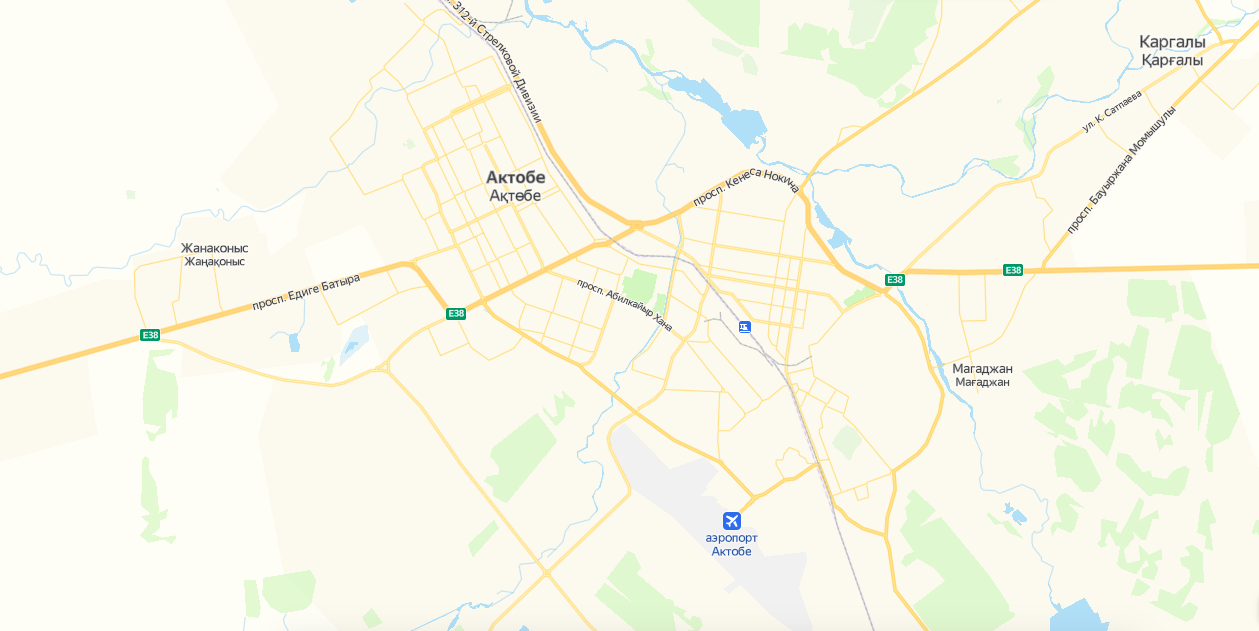 312-й Стрелковой Дивизии
Каргалы
Қарғалы
ул. К. Сатпаева
просп. Бауыржана Момышулы
Актобе
Ақтөбе
просп. Кенеса Нокина
Жанаконыс
Жаңақоныс
E38
E38
просп. Едиге Батыра
просп. Абилкайыр Хана
E38
E38
Магаджан
Мағаджан
аэропорт
Актобе